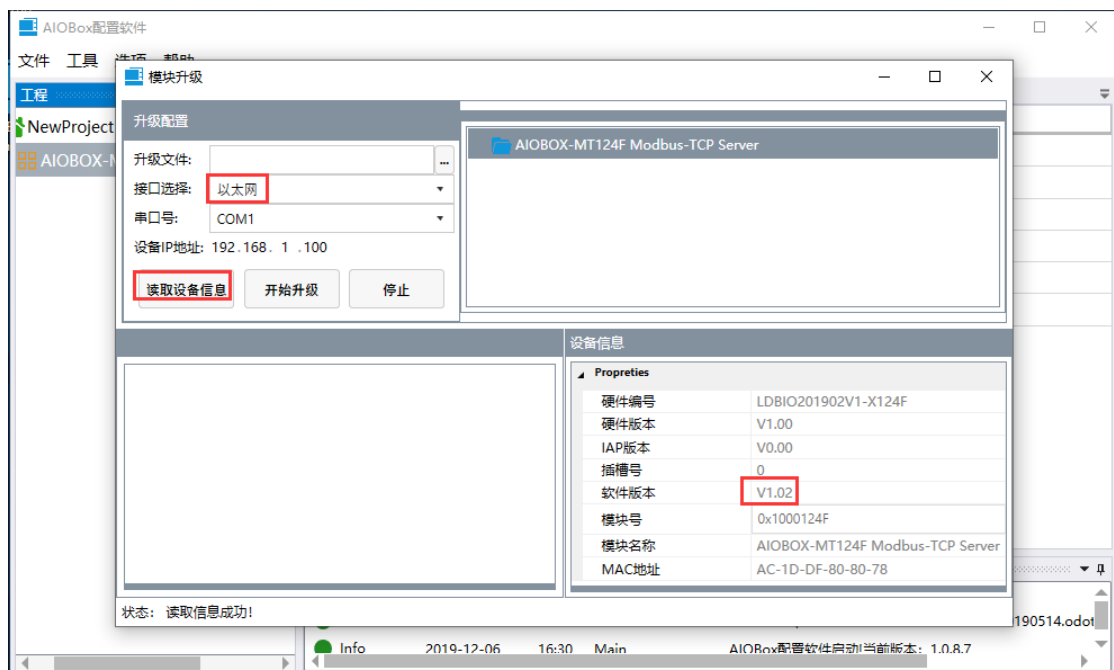 AIOBox配置软件
文件 工具 选项 帮助
模块升级
工程
NewProject
AIOBOX-M
升级配置
升级文件:
...
接口选择: 以太网
串口号: COM1
设备IP地址: 192.168. 1 .100
读取设备信息 开始升级 停止
AIOBOX-MT124F Modbus-TCP Server
设备信息
Propreties
硬件编号 LDBIO201902V1-X124F
硬件版本 V1.00
IAP版本 V0.00
插槽号 0
软件版本 V1.02
模块号 0x1000124F
模块名称 AIOBOX-MT124F Modbus-TCP Server
MAC地址 AC-1D-DF-80-80-78
状态: 读取信息成功!
190514.odot
Info 2019-12-06 16:30 Main AIOBox配置软件启动!当前版本: 1.0.8.7